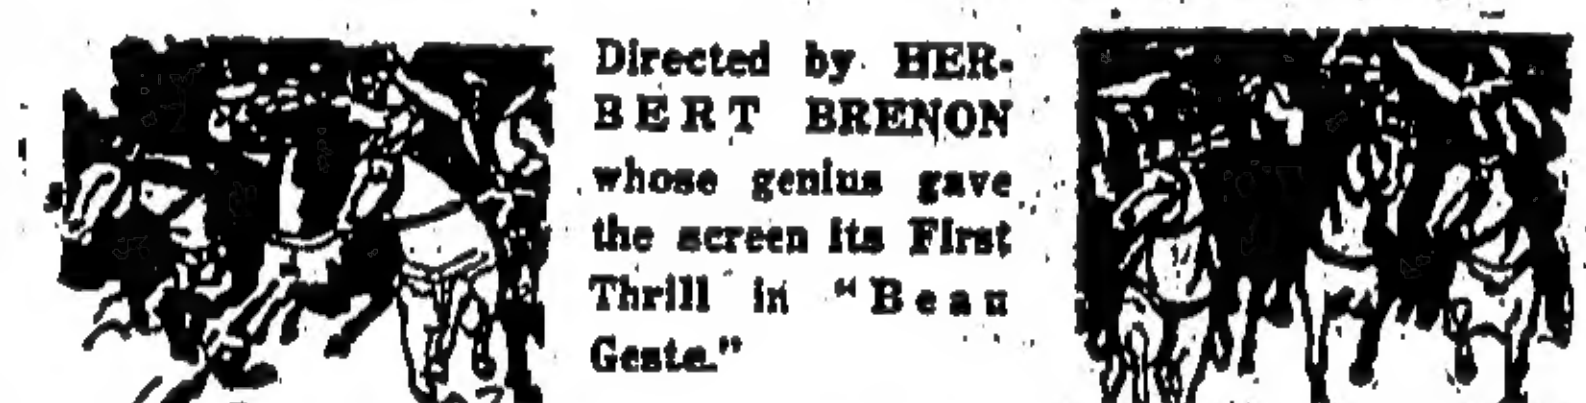 Directed by HER-
BERT BRENON
whose genius gave
the screen its First
Thrill in "Beau
Geste."